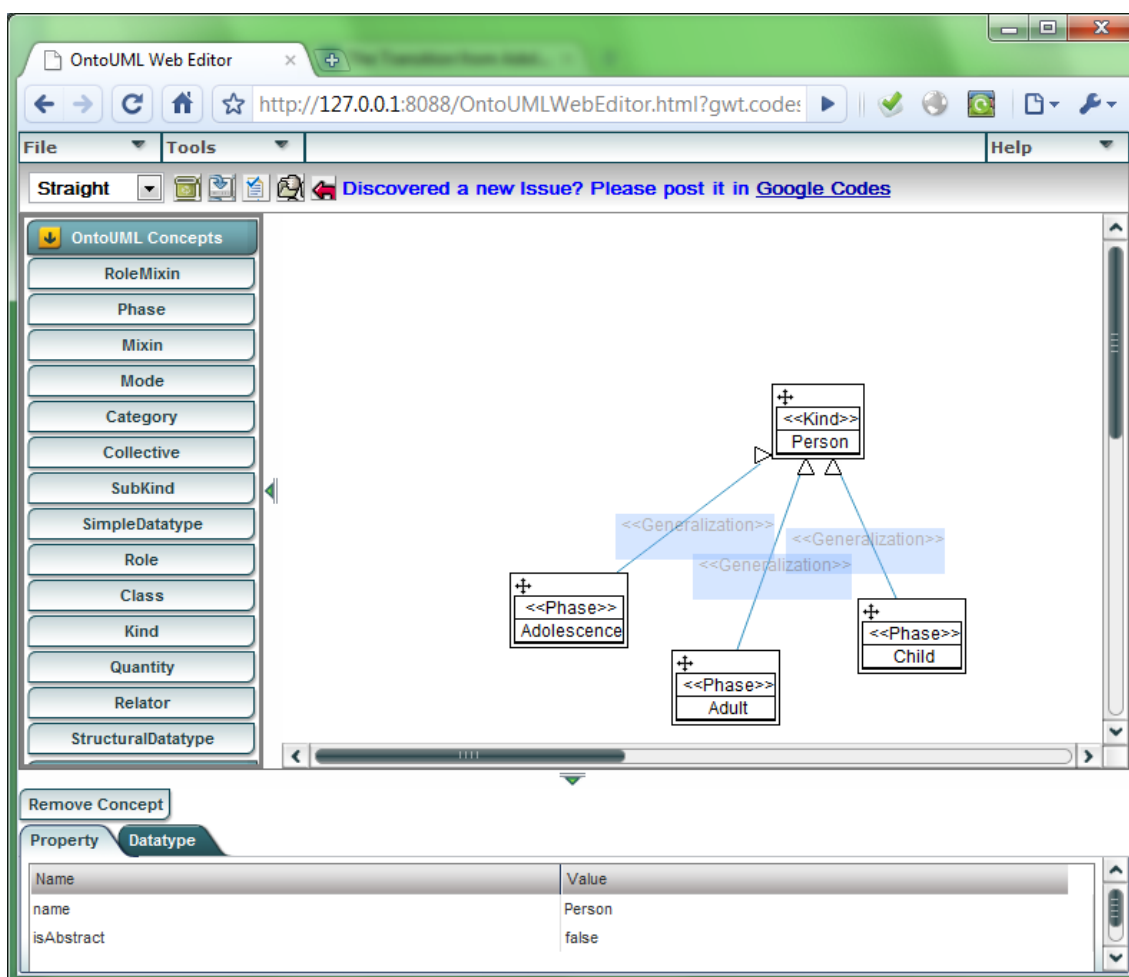 OntoUML Web Editor
http://127.0.0.1:8088/OntoUMLWebEditor.html?gwt.codes
File Tools Help
Straight Discovered a new Issue? Please post it in Google Codes
OntoUML Concepts
RoleMixin
Phase
Mixin
Mode
Category
Collective
SubKind
SimpleDatatype
Role
Class
Kind
Quantity
Relator
StructuralDatatype
<<Kind>>
Person
<<Generalization>>
<<Generalization>>
<<Generalization>>
<<Phase>>
Adolescence
<<Phase>>
Child
<<Phase>>
Adult
Remove Concept
Property Datatype
Name Value
name Person
isAbstract false